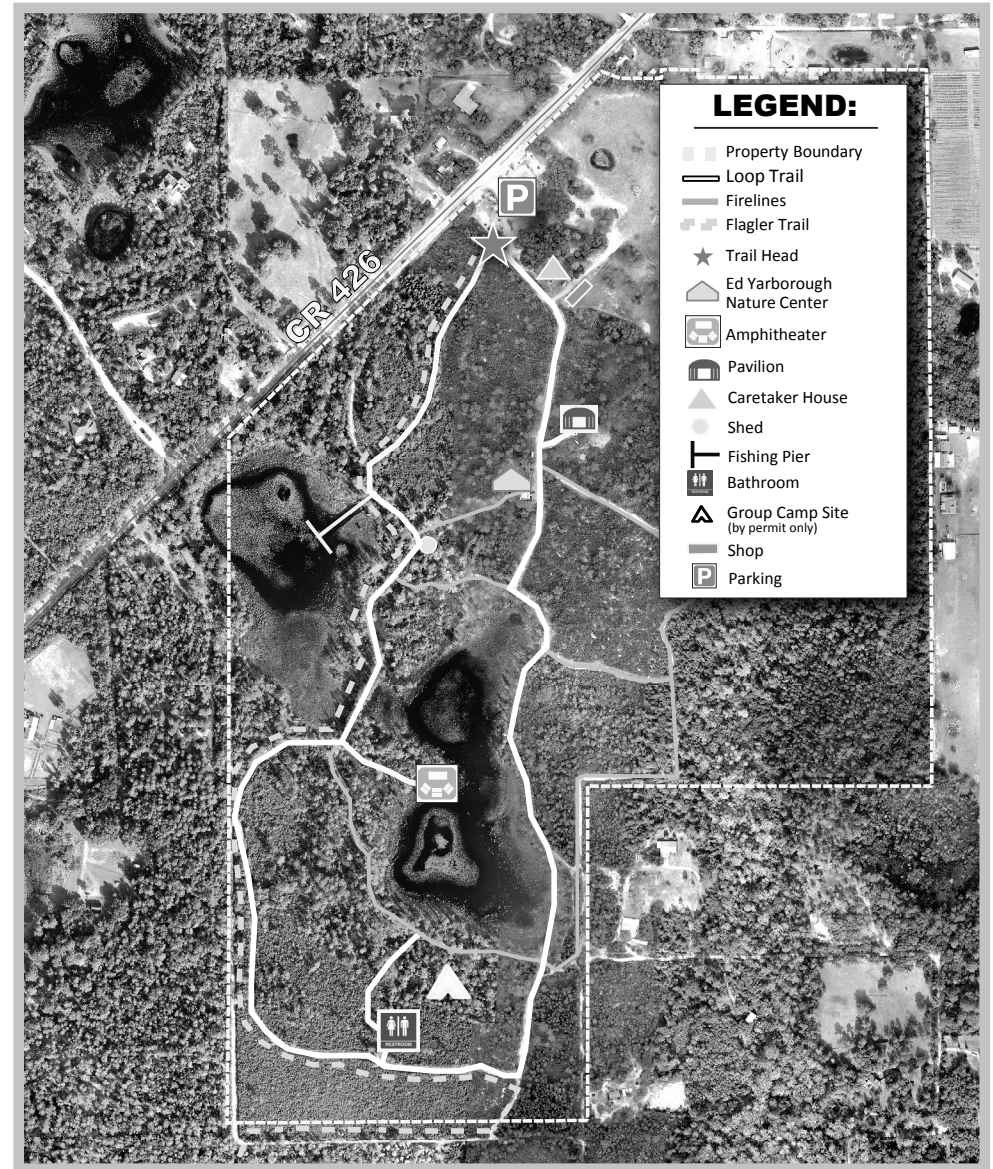 LEGEND:
Property Boundary
Loop Trail
Firelines
Flagler Trail
Trail Head
Ed Yarborough
Nature Center
Amphitheater
Pavilion
Caretaker House
Shed
Fishing Pier
RESTROOM
Bathroom
Group Camp Site
(by permit only)
Shop
P Parking
P
CR 426
RESTROOM